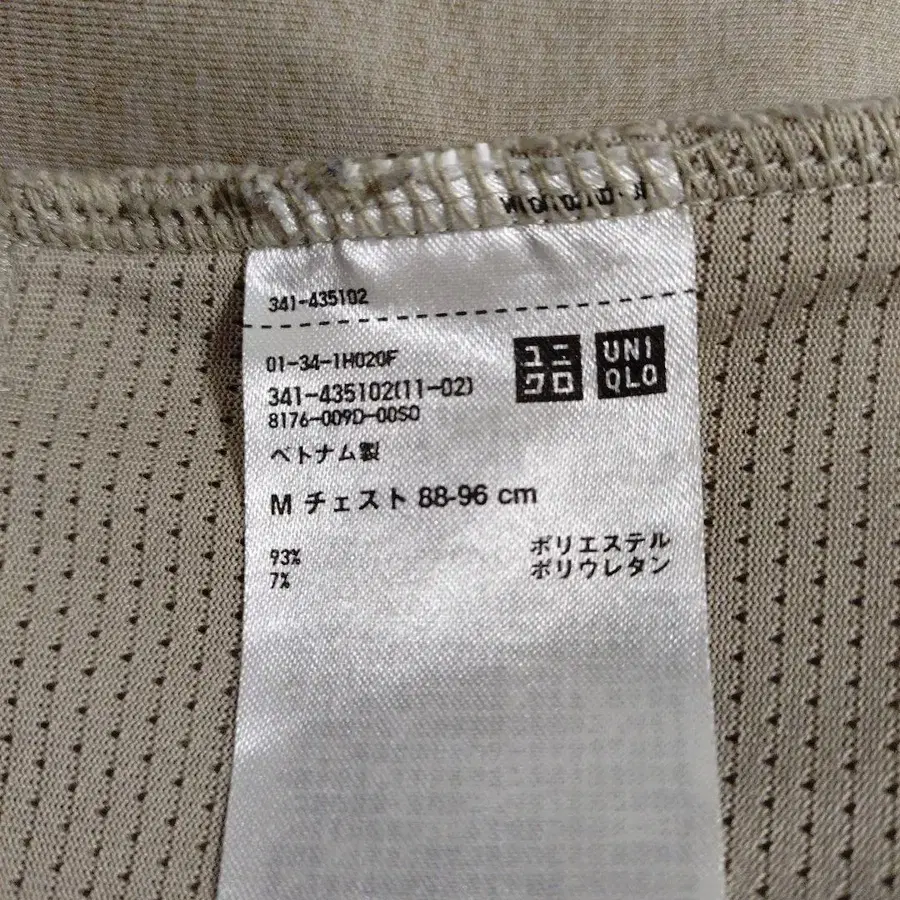 341-435102
01-34-1H020F
341-435102(11-02)
8176-009D-00S0
ユニ
クロ
UNI
QLO
ベトナム製
M チェスト 88-96 cm
93% ポリエステル
7% ポリウレタン